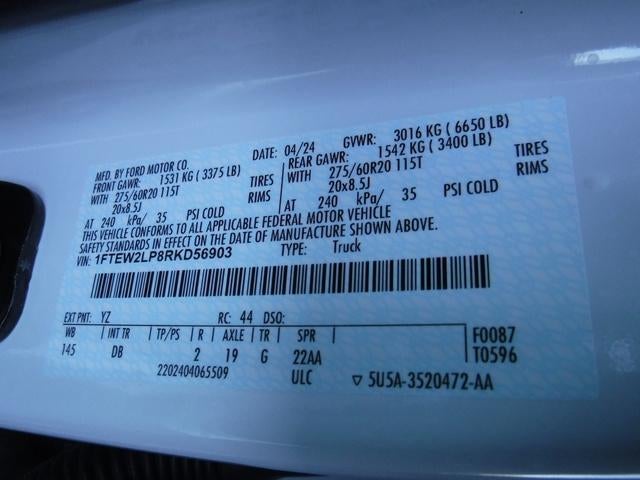 MFD. BY FORD MOTOR CO. DATE: 04/24 GVWR: 3016 KG ( 6650 LB)
FRONT GAWR: 1531 KG ( 3375 LB) REAR GAWR: 1542 KG ( 3400 LB)
WITH 275/60R20 115T TIRES WITH 275/60R20 115T TIRES
20x8.5J RIMS 20x8.5J RIMS
AT 240 kPa/ 35 PSI COLD AT 240 kPa/ 35 PSI COLD
THIS VEHICLE CONFORMS TO ALL APPLICABLE FEDERAL MOTOR VEHICLE
SAFETY STANDARDS IN EFFECT ON THE DATE OF MANUFACTURE SHOWN ABOVE.
VIN: 1FTEW2LP8RKD56903 TYPE: Truck
EXT PNT: YZ RC: 44 DSO:
WB INT TR TP/PS R AXLE TR SPR F0087
145 DB 2 19 G 22AA T0596
2202404065509 ULC ▽ 5U5A-3520472-AA